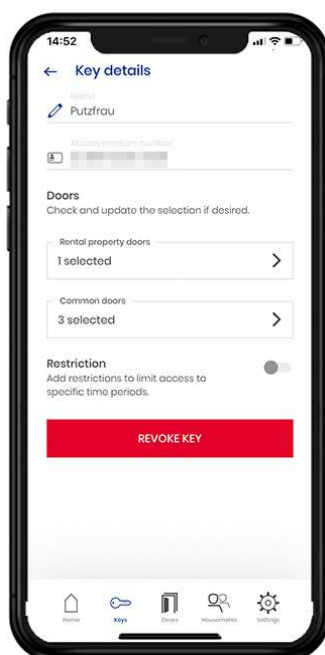 14:52
Key details
Name
Putzfrau
Access medium number
Doors
Check and update the selection if desired.
Rental property doors
1 selected
Common doors
3 selected
Restriction
Add restrictions to limit access to
specific time periods.
REVOKE KEY
Home Keys Doors Housemates Settings